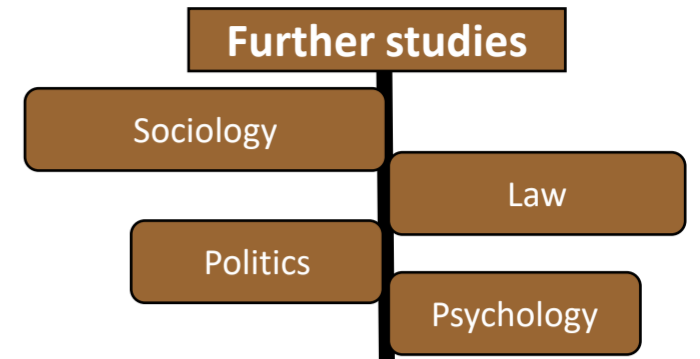 Further studies
Sociology
Law
Politics
Psychology